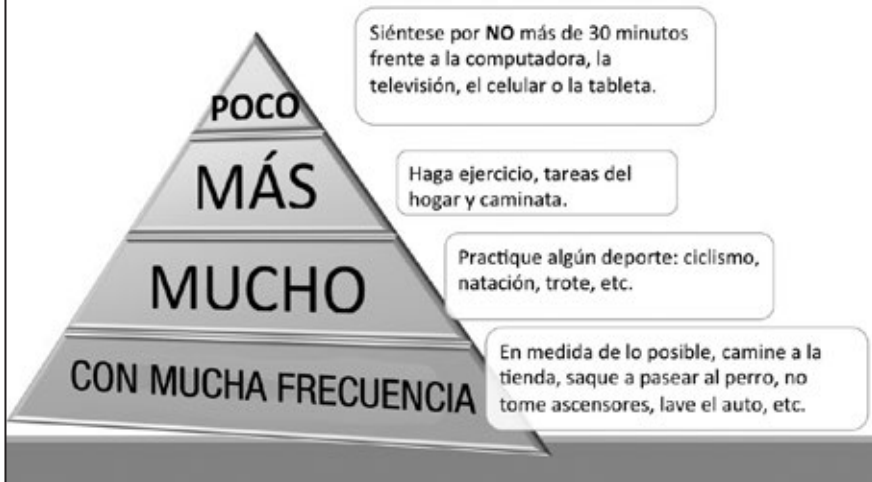 Siéntese por NO más de 30 minutos
frente a la computadora, la
televisión, el celular o la tableta.
POCO
MÁS
Haga ejercicio, tareas del
hogar y caminata.
MUCHO
Practique algún deporte: ciclismo,
natación, trote, etc.
CON MUCHA FRECUENCIA
En medida de lo posible, camine a la
tienda, saque a pasear al perro, no
tome ascensores, lave el auto, etc.